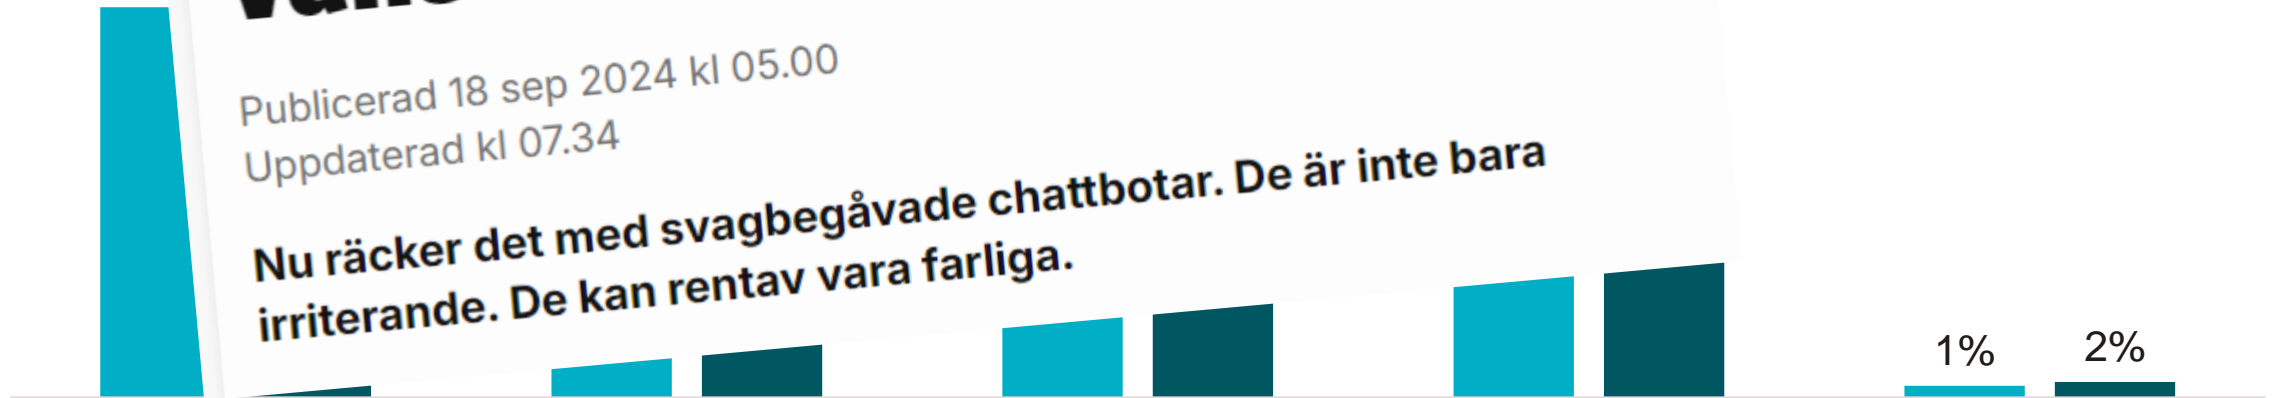 Publicerad 18 sep 2024 kl 05.00
Uppdaterad kl 07.34
Nu räcker det med svagbegåvade chattbotar. De är inte bara
irriterande. De kan rentav vara farliga.
1%
2%